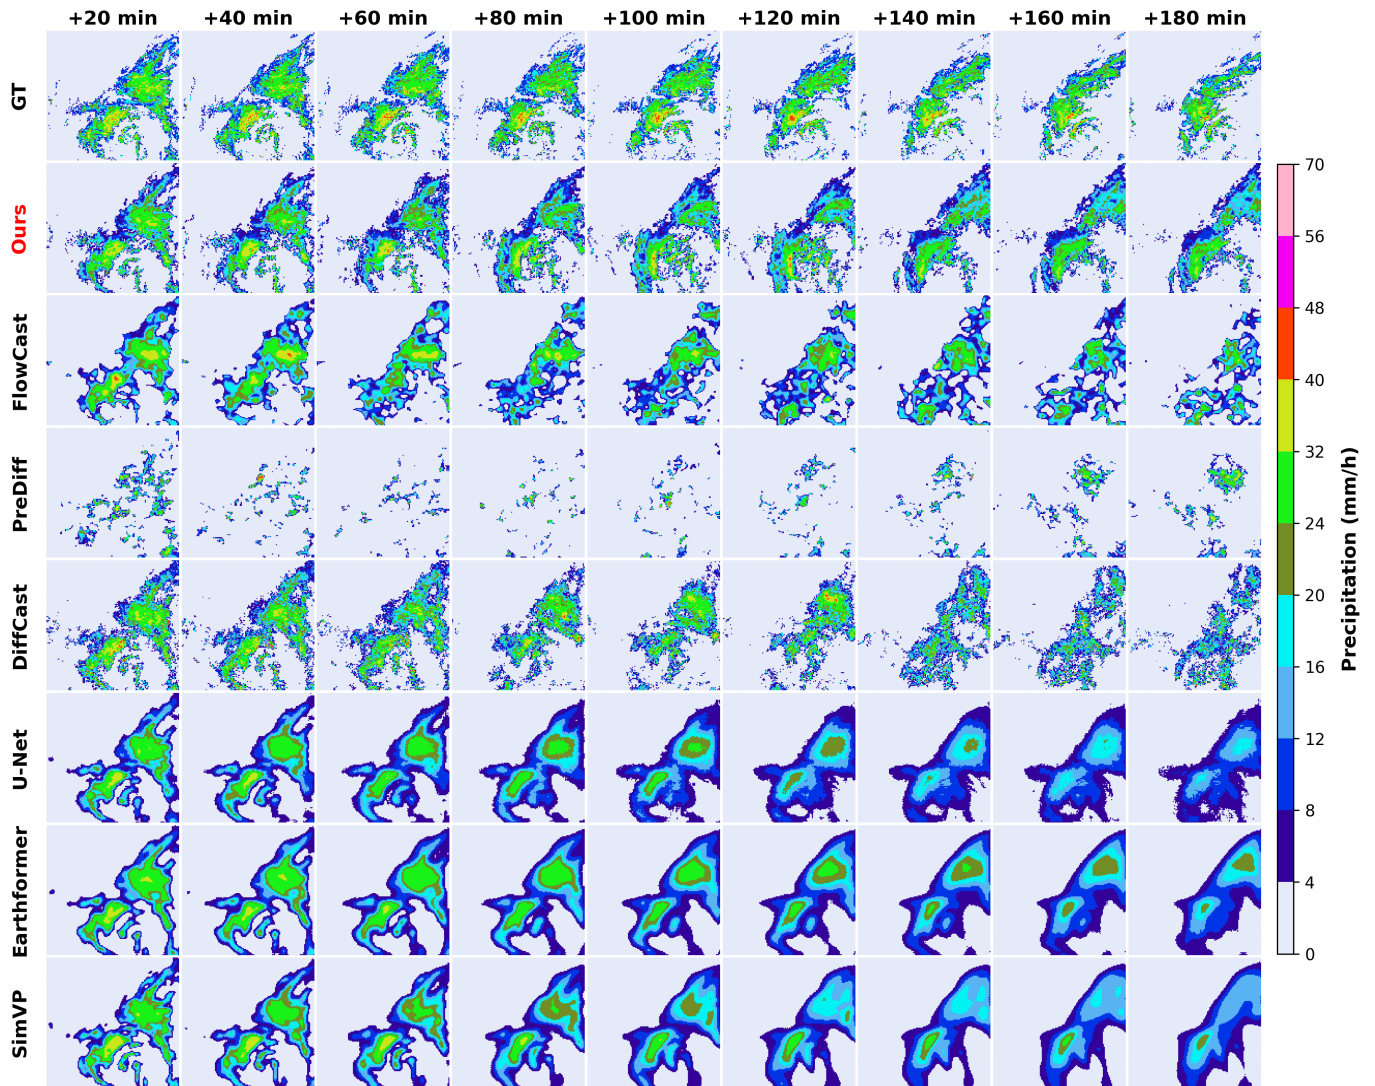 +20 min +40 min +60 min +80 min +100 min +120 min +140 min +160 min +180 min
GT
Ours
FlowCast
PreDiff
DiffCast
U-Net
Earthformer
SimVP
70
56
48
40
32
24
20
16
12
8
4
0
Precipitation (mm/h)